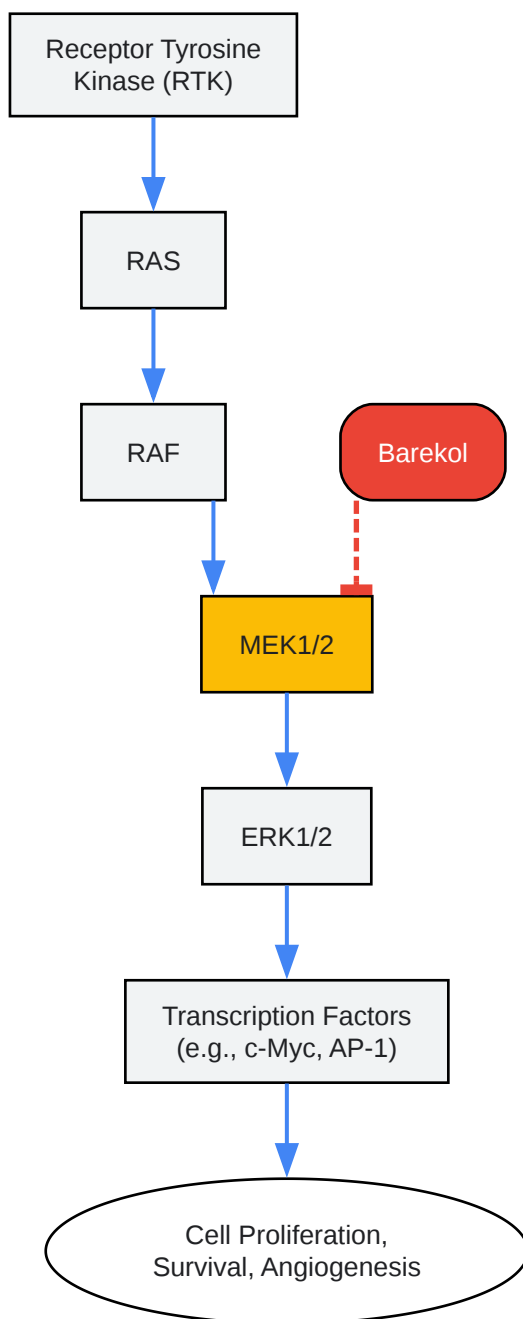 Receptor Tyrosine
Kinase (RTK)
RAS
RAF
Barekol
MEK1/2
ERK1/2
Transcription Factors
(e.g., c-Myc, AP-1)
Cell Proliferation,
Survival, Angiogenesis